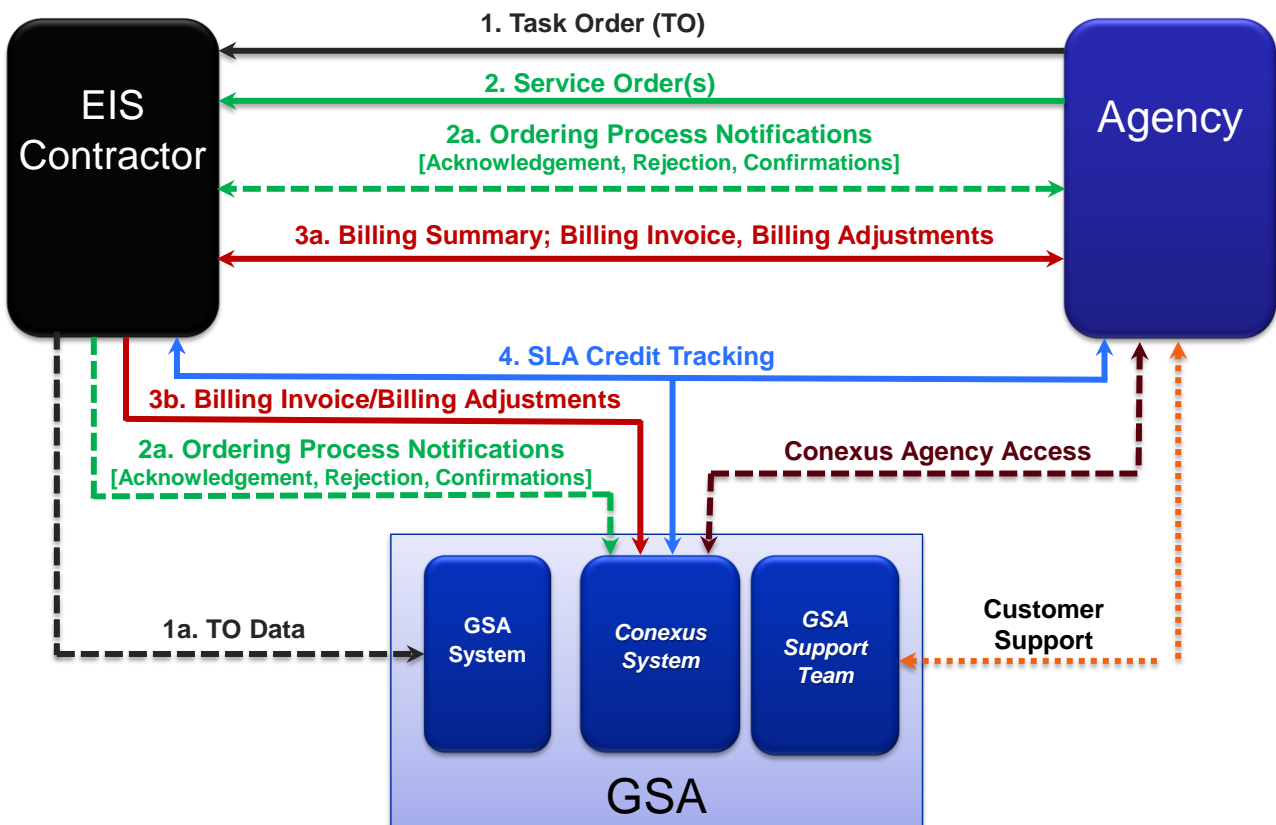 1. Task Order (TO)
EIS
Contractor
Agency
2. Service Order(s)
2a. Ordering Process Notifications
[Acknowledgement, Rejection, Confirmations]
3a. Billing Summary; Billing Invoice, Billing Adjustments
4. SLA Credit Tracking
3b. Billing Invoice/Billing Adjustments
2a. Ordering Process Notifications
[Acknowledgement, Rejection, Confirmations]
Conexus Agency Access
1a. TO Data
GSA
System
Conexus
System
GSA
Support
Team
Customer
Support
GSA